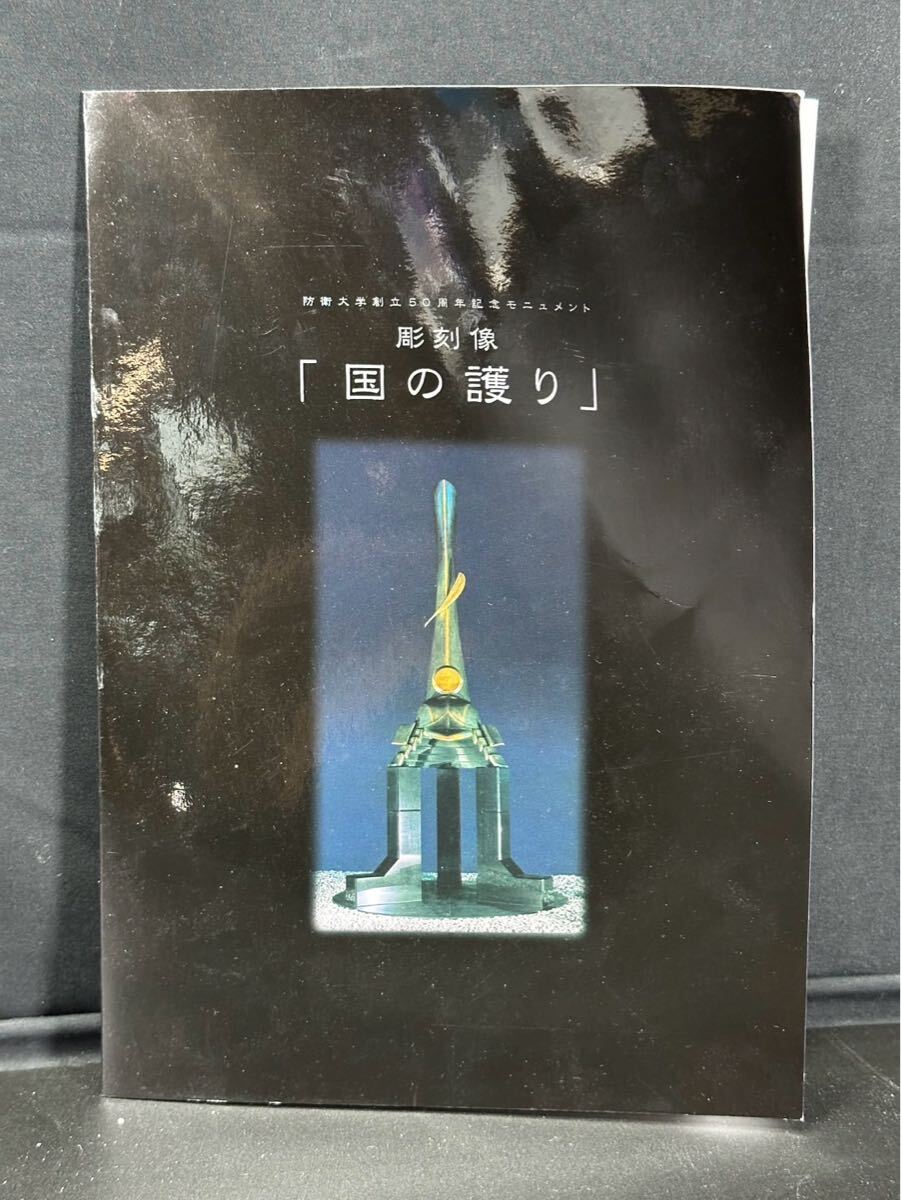 防衛大学創立50周年記念モニュメント
彫刻像
「国の護り」